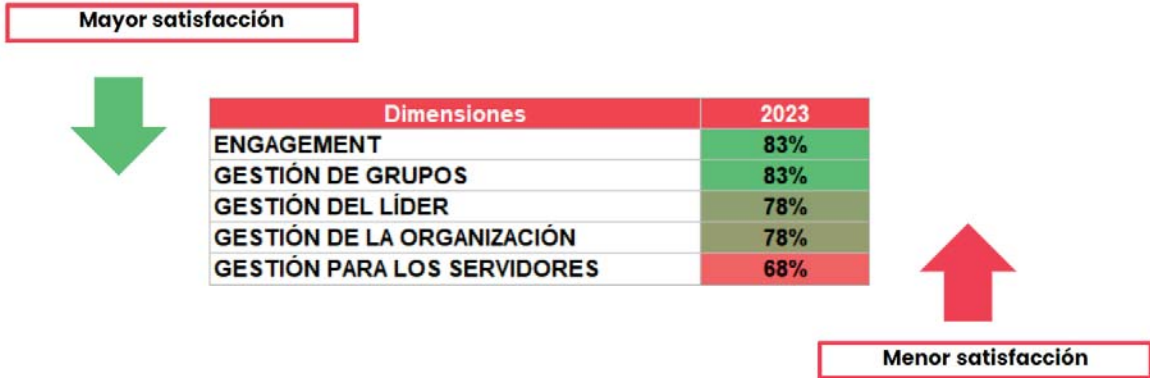 Mayor satisfacción
Dimensiones 2023
ENGAGEMENT 83%
GESTIÓN DE GRUPOS 83%
GESTIÓN DEL LÍDER 78%
GESTIÓN DE LA ORGANIZACIÓN 78%
GESTIÓN PARA LOS SERVIDORES 68%
Menor satisfacción